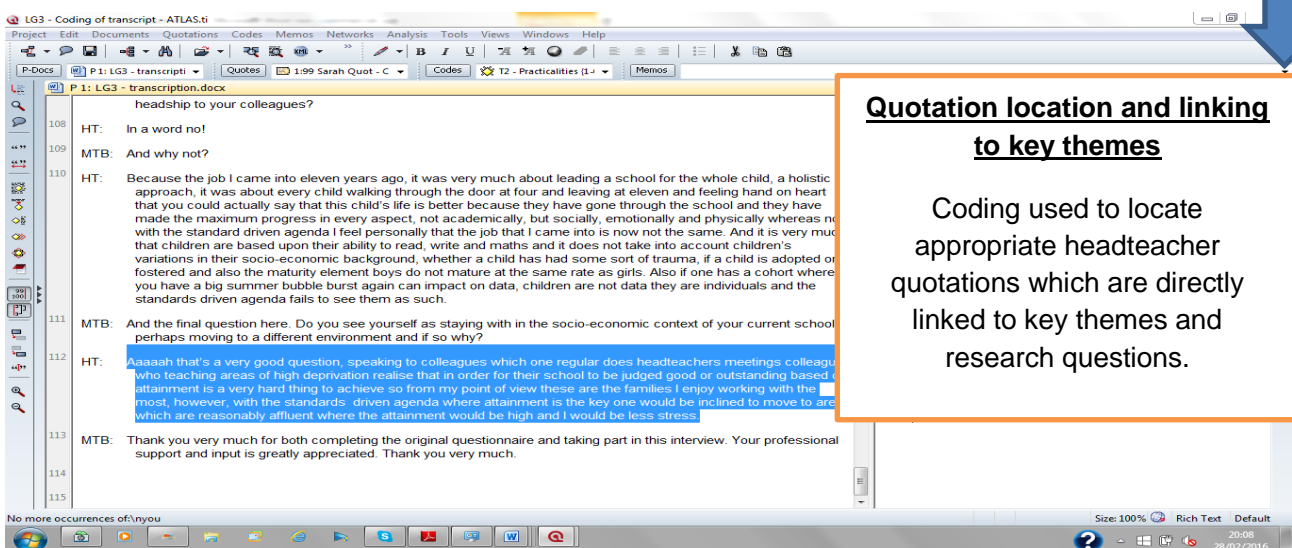 LG3 - Coding of transcript - ATLAS.ti
Project Edit Documents Quotations Codes Memos Networks Analysis Tools Views Windows Help
B I U
P-Docs P 1: LG3 - transcripti Quotes 1:99 Sarah Quot - C Codes T2 - Practicalities {1- Memos
P 1: LG3 - transcription.docx
headship to your colleagues?
108 HT: In a word no!
109 MTB: And why not?
110 HT: Because the job I came into eleven years ago, it was very much about leading a school for the whole child, a holistic
approach, it was about every child walking through the door at four and leaving at eleven and feeling hand on heart
that you could actually say that this child's life is better because they have gone through the school and they have
made the maximum progress in every aspect, not academically, but socially, emotionally and physically whereas
with the standard driven agenda I feel personally that the job that I came into is now not the same. And it is very
that children are based upon their ability to read, write and maths and it does not take into account children's
variations in their socio-economic background, whether a child has had some sort of trauma, if a child is adopted or
fostered and also the maturity element boys do not mature at the same rate as girls. Also if one has a cohort where
you have a big summer bubble burst again can impact on data, children are not data they are individuals and the
standards driven agenda fails to see them as such.
111 MTB: And the final question here. Do you see yourself as staying with in the socio-economic context of your current school
perhaps moving to a different environment and if so why?
112 HT: Aaaaah that's a very good question, speaking to colleagues which one regular does headteachers meetings
who teaching areas of high deprivation realise that in order for their school to be judged good or outstanding based
attainment is a very hard thing to achieve so from my point of view these are the families I enjoy working with the
most, however, with the standards driven agenda where attainment is the key one would be inclined to move to
which are reasonably affluent where the attainment would be high and I would be less stress.
113 MTB: Thank you very much for both completing the original questionnaire and taking part in this interview. Your professional
support and input is greatly appreciated. Thank you very much.
114
115
Quotation location and linking
to key themes
Coding used to locate
appropriate headteacher
quotations which are directly
linked to key themes and
research questions.
No more occurrences of:\nyou
Size: 100% Rich Text Default
20:08
28/02/2016